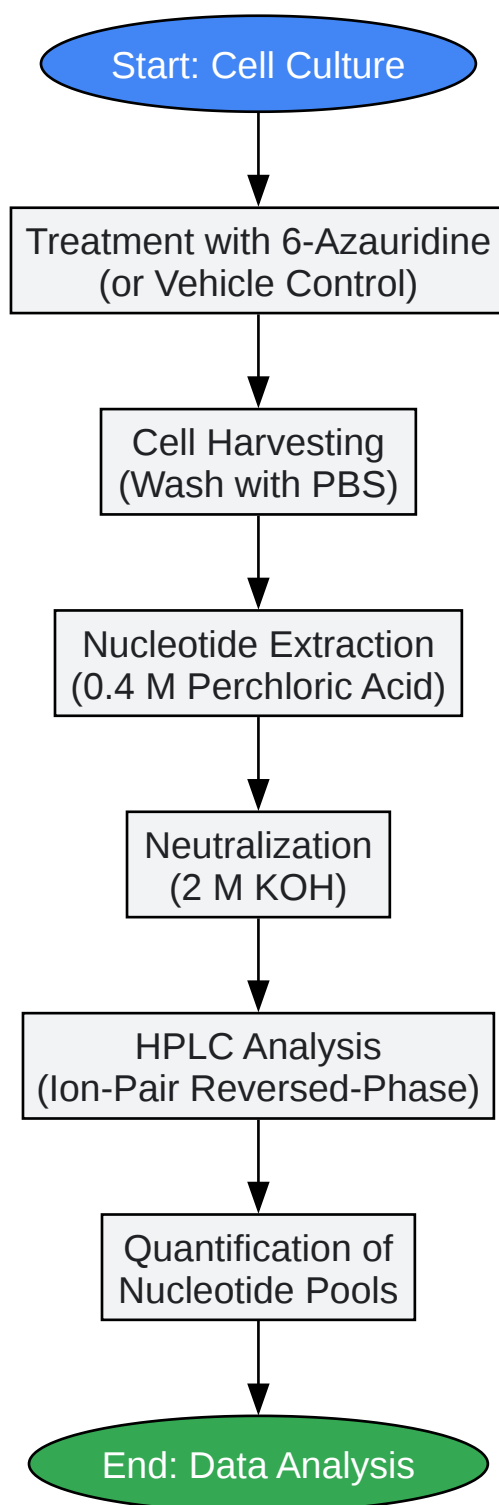 Start: Cell Culture
Treatment with 6-Azauridine
(or Vehicle Control)
Cell Harvesting
(Wash with PBS)
Nucleotide Extraction
(0.4 M Perchloric Acid)
Neutralization
(2 M KOH)
HPLC Analysis
(Ion-Pair Reversed-Phase)
Quantification of
Nucleotide Pools
End: Data Analysis